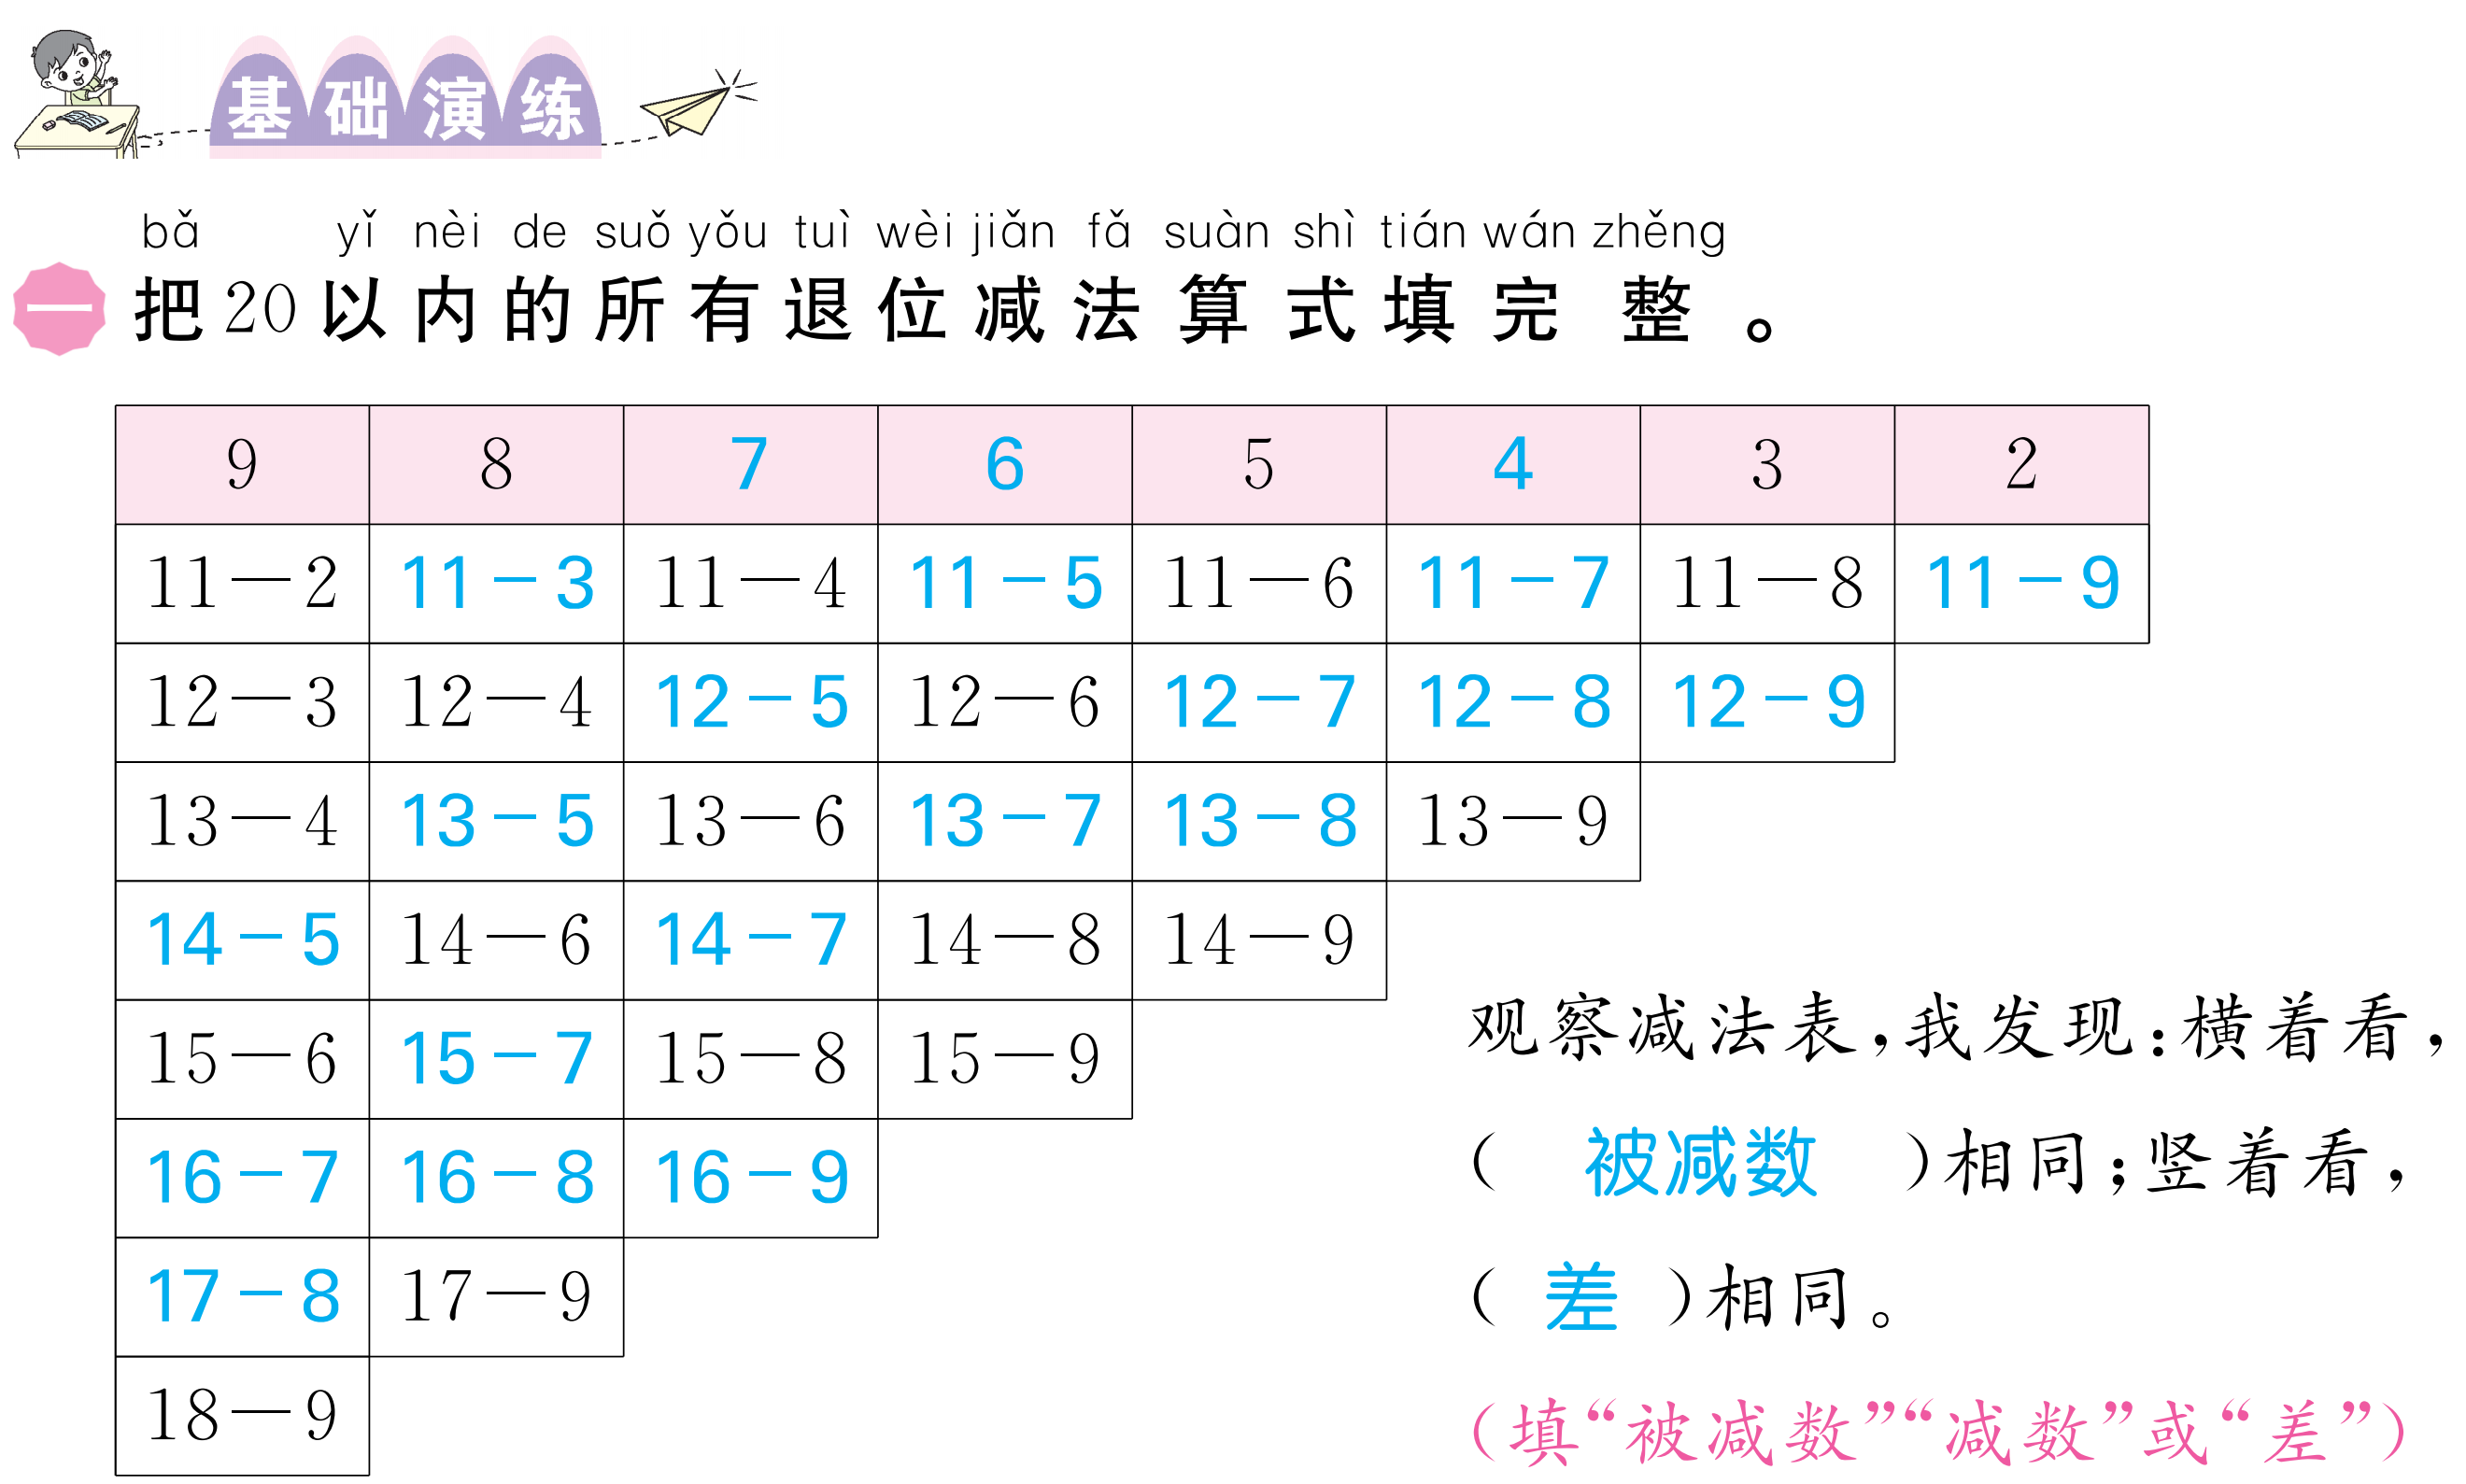 基础演练
bǎ yǐ nèi de suǒ yǒu tuì wèi jiǎn fǎ suàn shì tián wán zhěng
一 把20以内的所有退位减法算式填完整。
9 8 7 6 5 4 3 2
11－2 11－3 11－4 11－5 11－6 11－7 11－8 11－9
12－3 12－4 12－5 12－6 12－7 12－8 12－9
13－4 13－5 13－6 13－7 13－8 13－9
14－5 14－6 14－7 14－8 14－9
15－6 15－7 15－8 15－9
16－7 16－8 16－9
17－8 17－9
18－9
观察减法表,我发现:横着看,
( 被减数 )相同;竖着看,
( 差 )相同。
(填“被减数”“减数”或“差”)